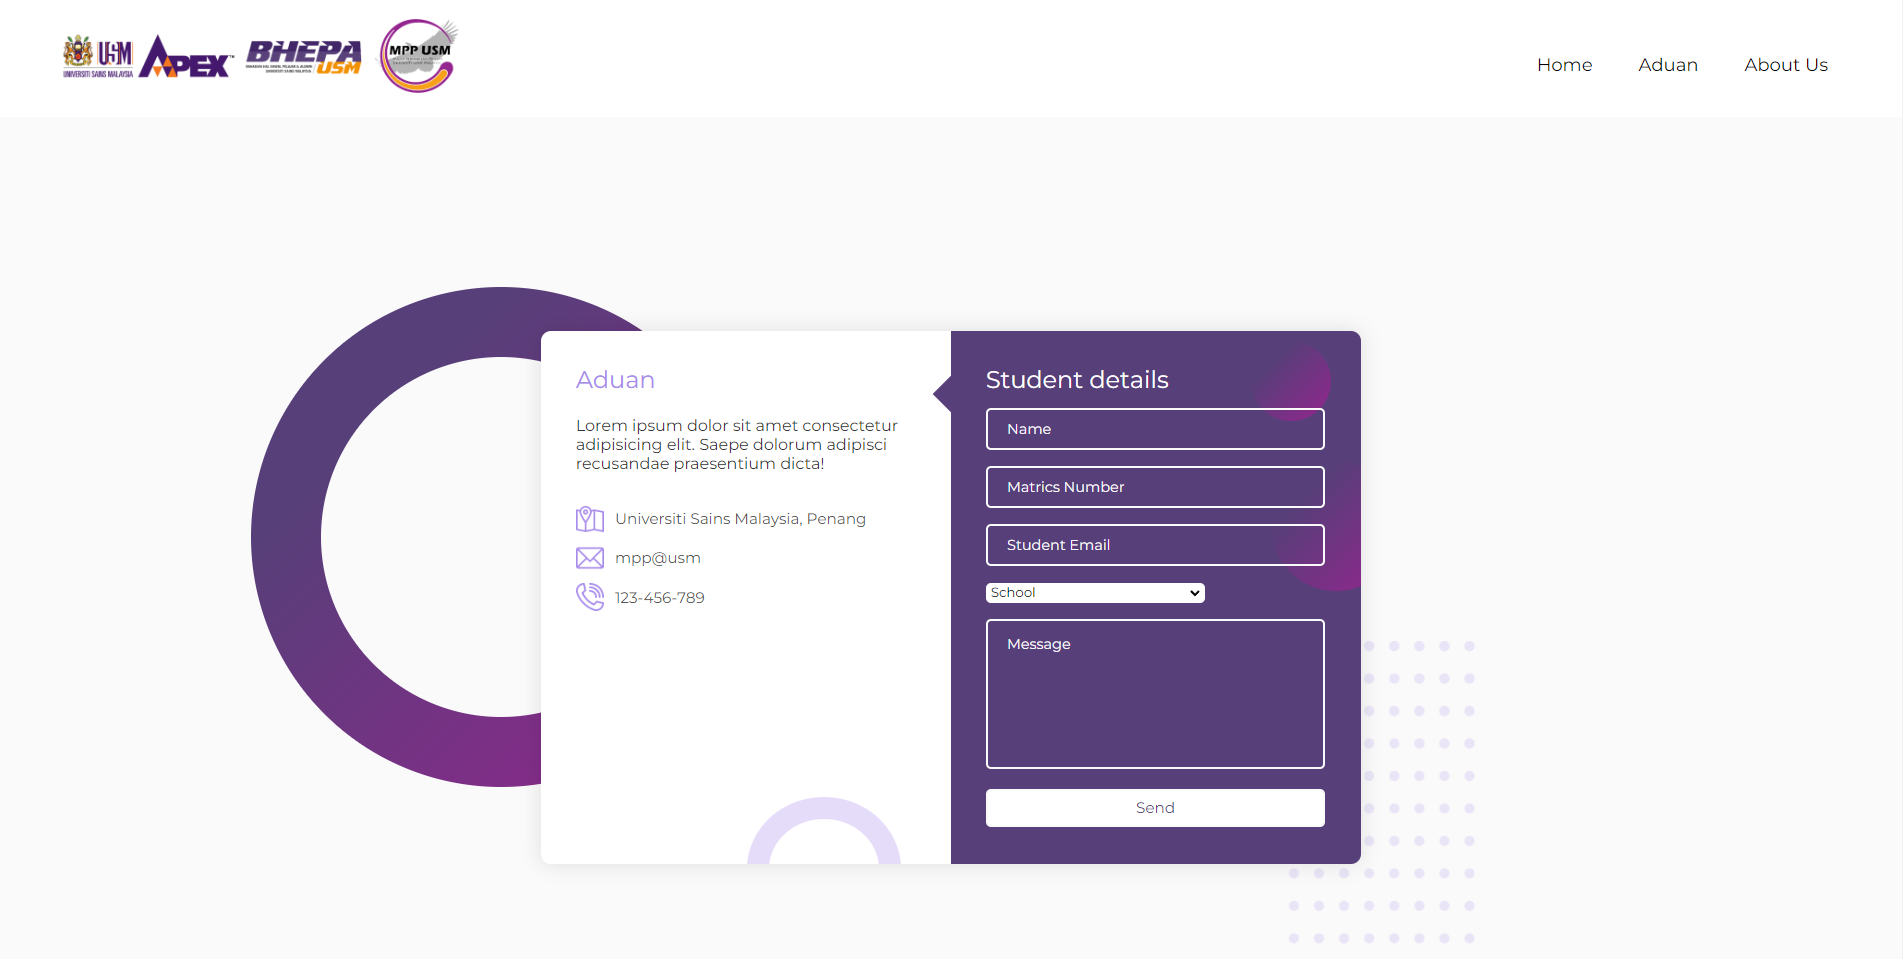 USM
UNIVERSITI SAINS MALAYSIA
APEX™
BHEPA
USM
MPP USM
Home
Aduan
About Us
Aduan
Lorem ipsum dolor sit amet consectetur
adipisicing elit. Saepe dolorum adipisci
recusandae praesentium dicta!
Universiti Sains Malaysia, Penang
mpp@usm
123-456-789
Student details
Name
Matrics Number
Student Email
School
Message
Send